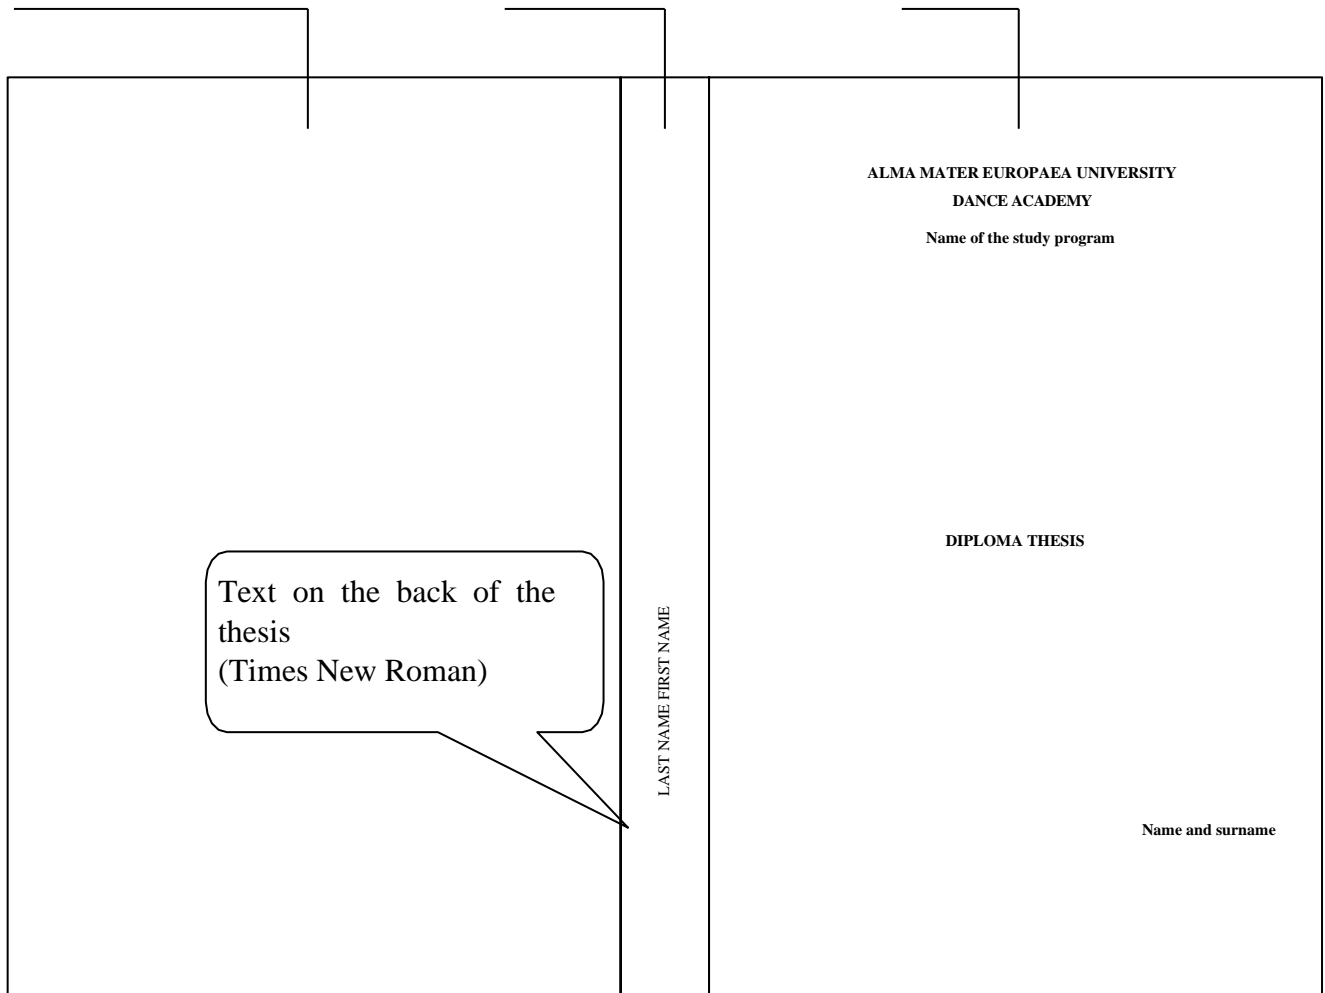 Text on the back of the
thesis
(Times New Roman)
LAST NAME FIRST NAME
ALMA MATER EUROPAEA UNIVERSITY
DANCE ACADEMY
Name of the study program
DIPLOMA THESIS
Name and surname